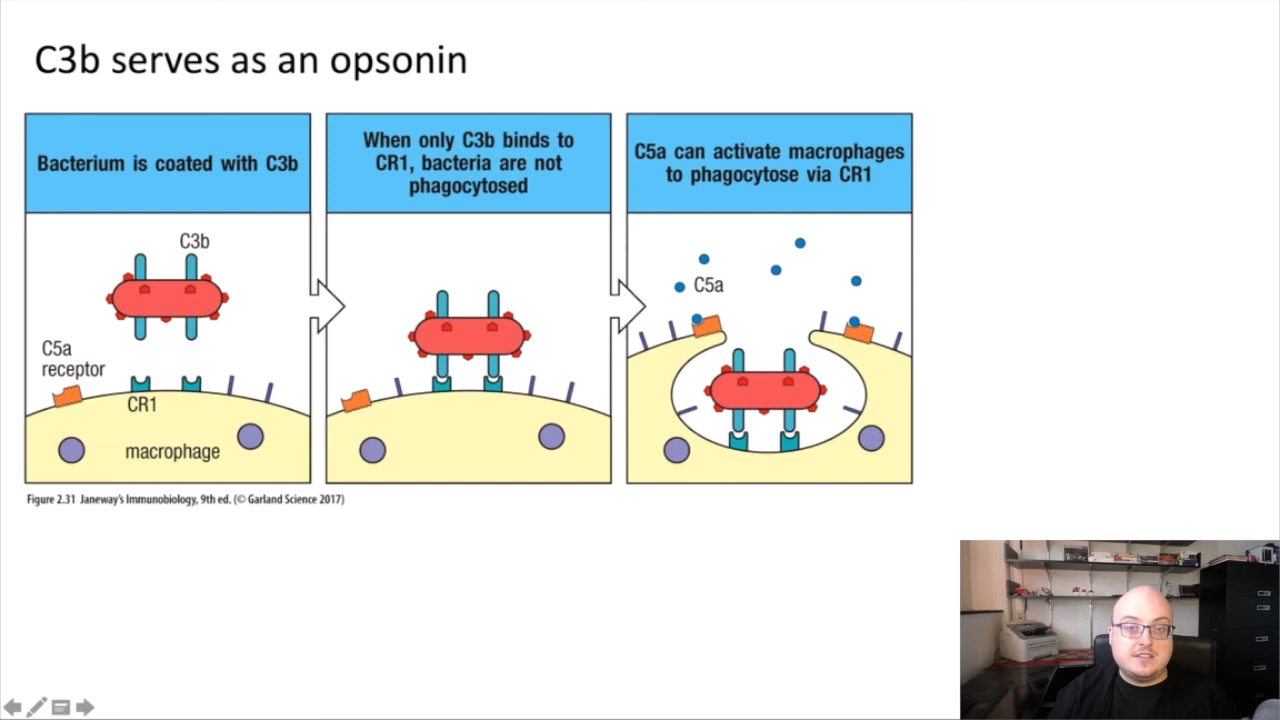 C3b serves as an opsonin
Bacterium is coated with C3b
C3b
C5a
receptor
CR1
macrophage
When only C3b binds to
CR1, bacteria are not
phagocytosed
C5a can activate macrophages
to phagocytose via CR1
C5a
Figure 2.31 Janeway's Immunobiology, 9th ed. (© Garland Science 2017)